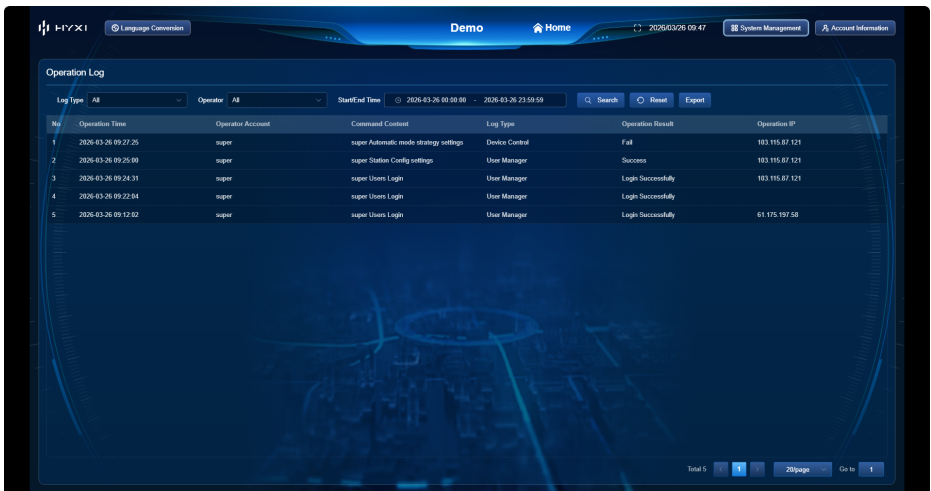 HYXI Language Conversion Demo Home 2026/03/26 09:47 System Management Account Information
Operation Log
Log Type All Operator All Start/End Time 2026-03-26 00:00:00 - 2026-03-26 23:59:59 Search Reset Export
No Operation Time Operator Account Command Content Log Type Operation Result Operation IP
1 2026-03-26 09:27:25 super super Automatic mode strategy settings Device Control Fail 103.115.87.121
2 2026-03-26 09:25:00 super super Station Config settings User Manager Success 103.115.87.121
3 2026-03-26 09:24:31 super super Users Login User Manager Login Successfully 103.115.87.121
4 2026-03-26 09:22:04 super super Users Login User Manager Login Successfully
5 2026-03-26 09:12:02 super super Users Login User Manager Login Successfully 61.175.197.58
Total 5 1 20/page Go to 1